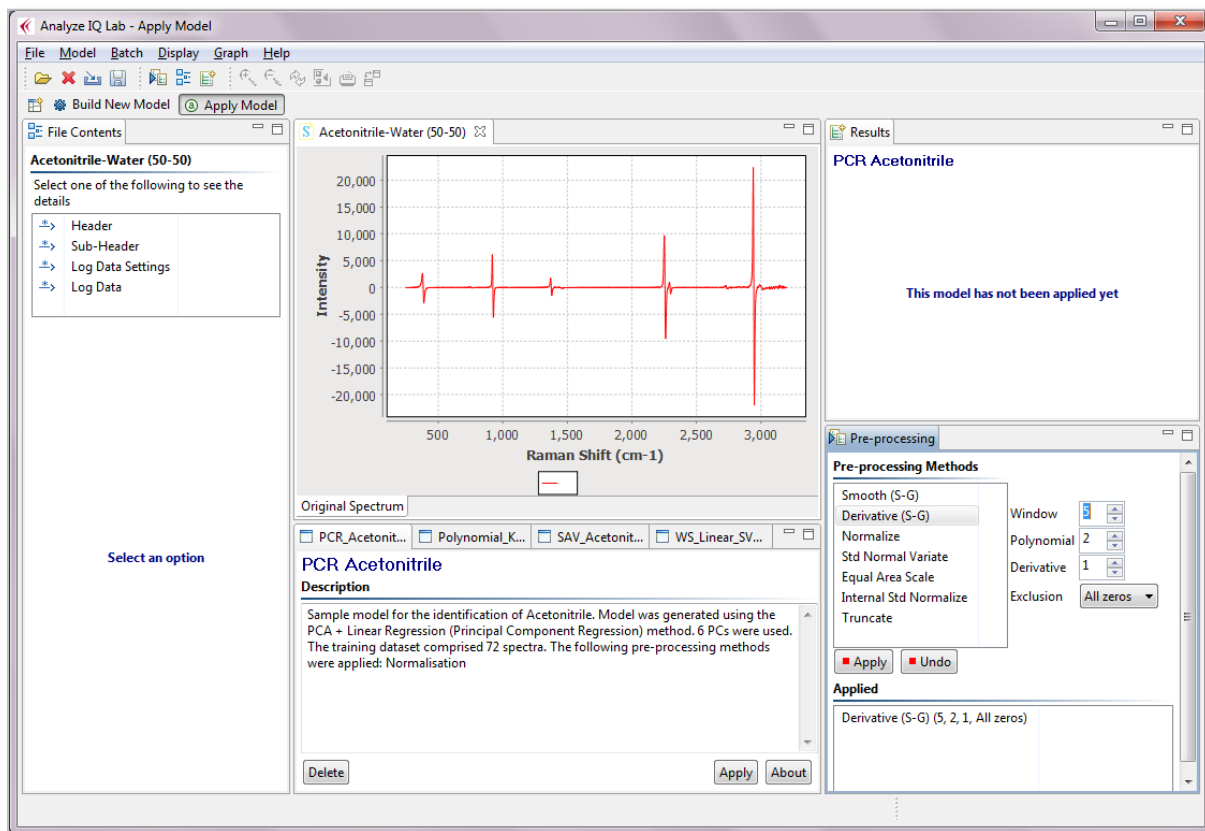 Analyze IQ Lab - Apply Model
File Model Batch Display Graph Help
Build New Model Apply Model
File Contents
Acetonitrile-Water (50-50)
Select one of the following to see the
details
Header
Sub-Header
Log Data Settings
Log Data
Select an option
Acetonitrile-Water (50-50)
20,000
15,000
10,000
5,000
0
-5,000
-10,000
-15,000
-20,000
Intensity
500 1,000 1,500 2,000 2,500 3,000
Raman Shift (cm-1)
Original Spectrum
PCR_Acetonit... Polynomial_K... SAV_Acetonit... WS_Linear_SV...
PCR Acetonitrile
Description
Sample model for the identification of Acetonitrile. Model was generated using the
PCA + Linear Regression (Principal Component Regression) method. 6 PCs were used.
The training dataset comprised 72 spectra. The following pre-processing methods
were applied: Normalisation
Delete Apply About
Results
PCR Acetonitrile
This model has not been applied yet
Pre-processing
Pre-processing Methods
Smooth (S-G)
Derivative (S-G)
Normalize
Std Normal Variate
Equal Area Scale
Internal Std Normalize
Truncate
Window 5
Polynomial 2
Derivative 1
Exclusion All zeros
Apply Undo
Applied
Derivative (S-G) (5, 2, 1, All zeros)